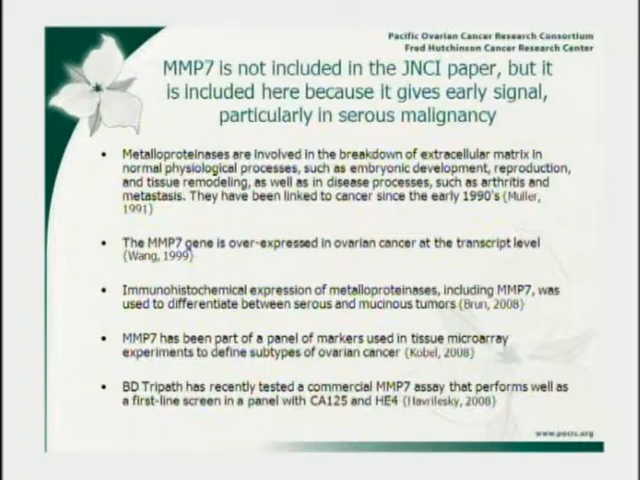 Pacific Ovarian Cancer Research Consortium
Fred Hutchinson Cancer Research Center
MMP7 is not included in the JNCI paper, but it
is included here because it gives early signal,
particularly in serous malignancy
• Metalloproteinases are involved in the breakdown of extracellular matrix in
normal physiological processes, such as embryonic development, reproduction,
and tissue remodeling, as well as in disease processes, such as arthritis and
metastasis. They have been linked to cancer since the early 1990's (Muller,
1991)
• The MMP7 gene is over-expressed in ovarian cancer at the transcript level
(Wang, 1999)
• Immunohistochemical expression of metalloproteinases, including MMP7, was
used to differentiate between serous and mucinous tumors (Brun, 2008)
• MMP7 has been part of a panel of markers used in tissue microarray
experiments to define subtypes of ovarian cancer (Kobel, 2008)
• BD Tripath has recently tested a commercial MMP7 assay that performs well as
a first-line screen in a panel with CA125 and HE4 (Havrilesky, 2008)
www.pocrc.org